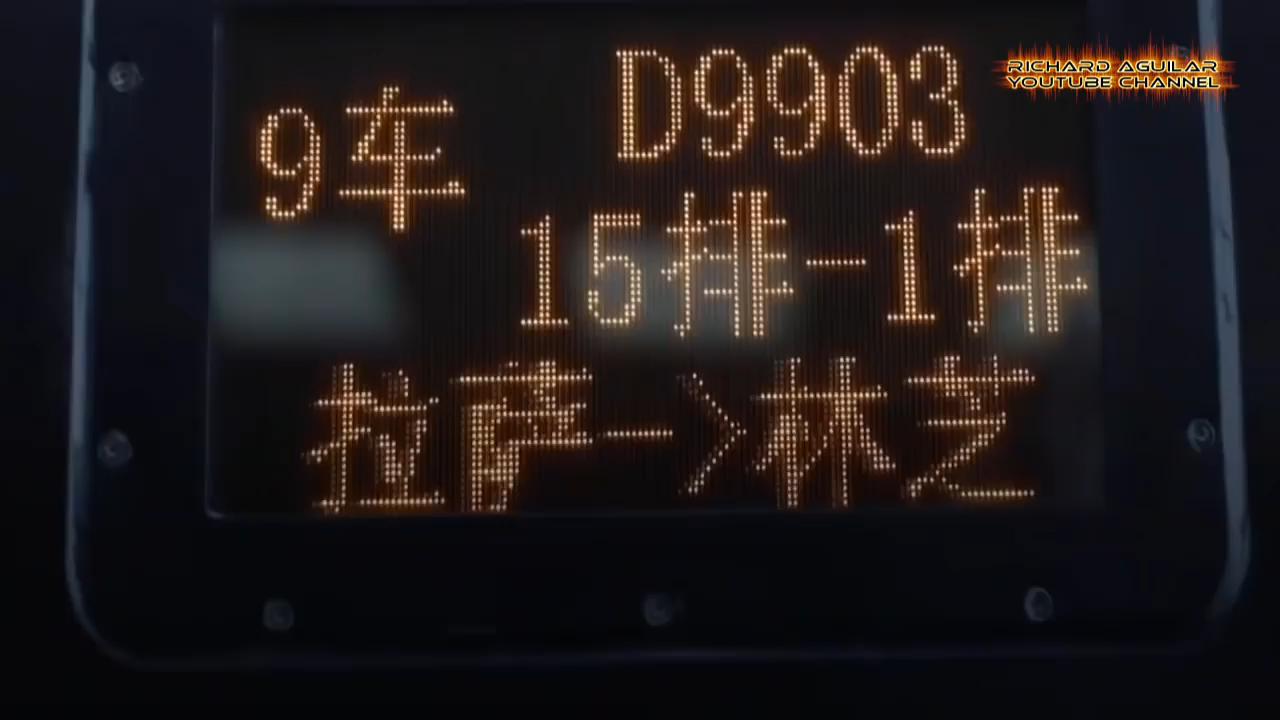 9车
D9903
15排-1排
拉萨->林芝
RICHARD AGUILAR
YOUTUBE CHANNEL